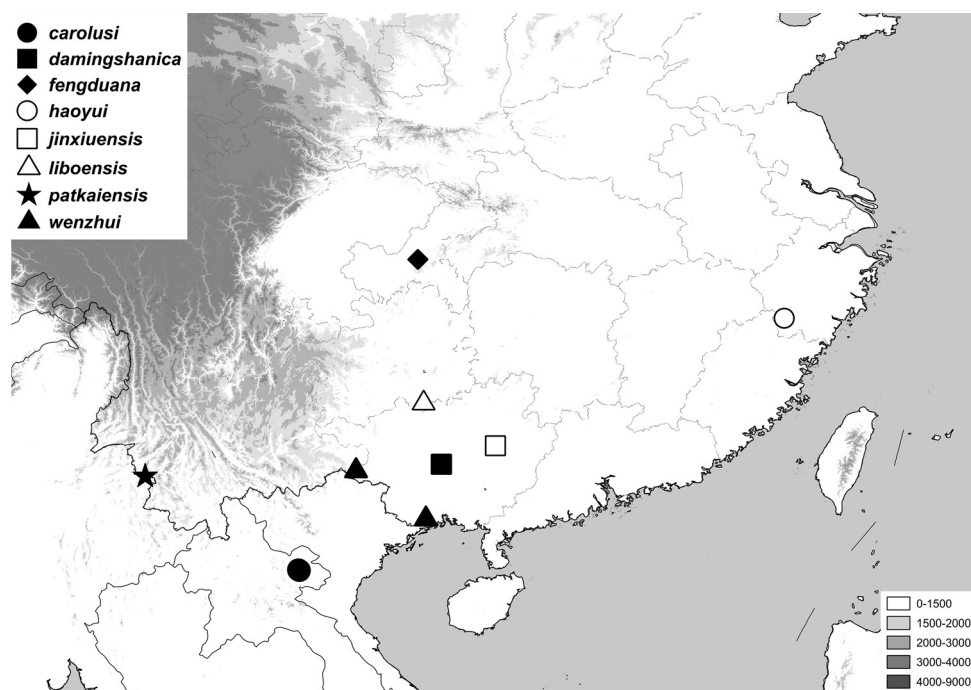 carolusi
damingshanica
fengduana
haoyui
jinxiuensis
liboensis
patkaiensis
wenzhui
0-1500
1500-2000
2000-3000
3000-4000
4000-9000